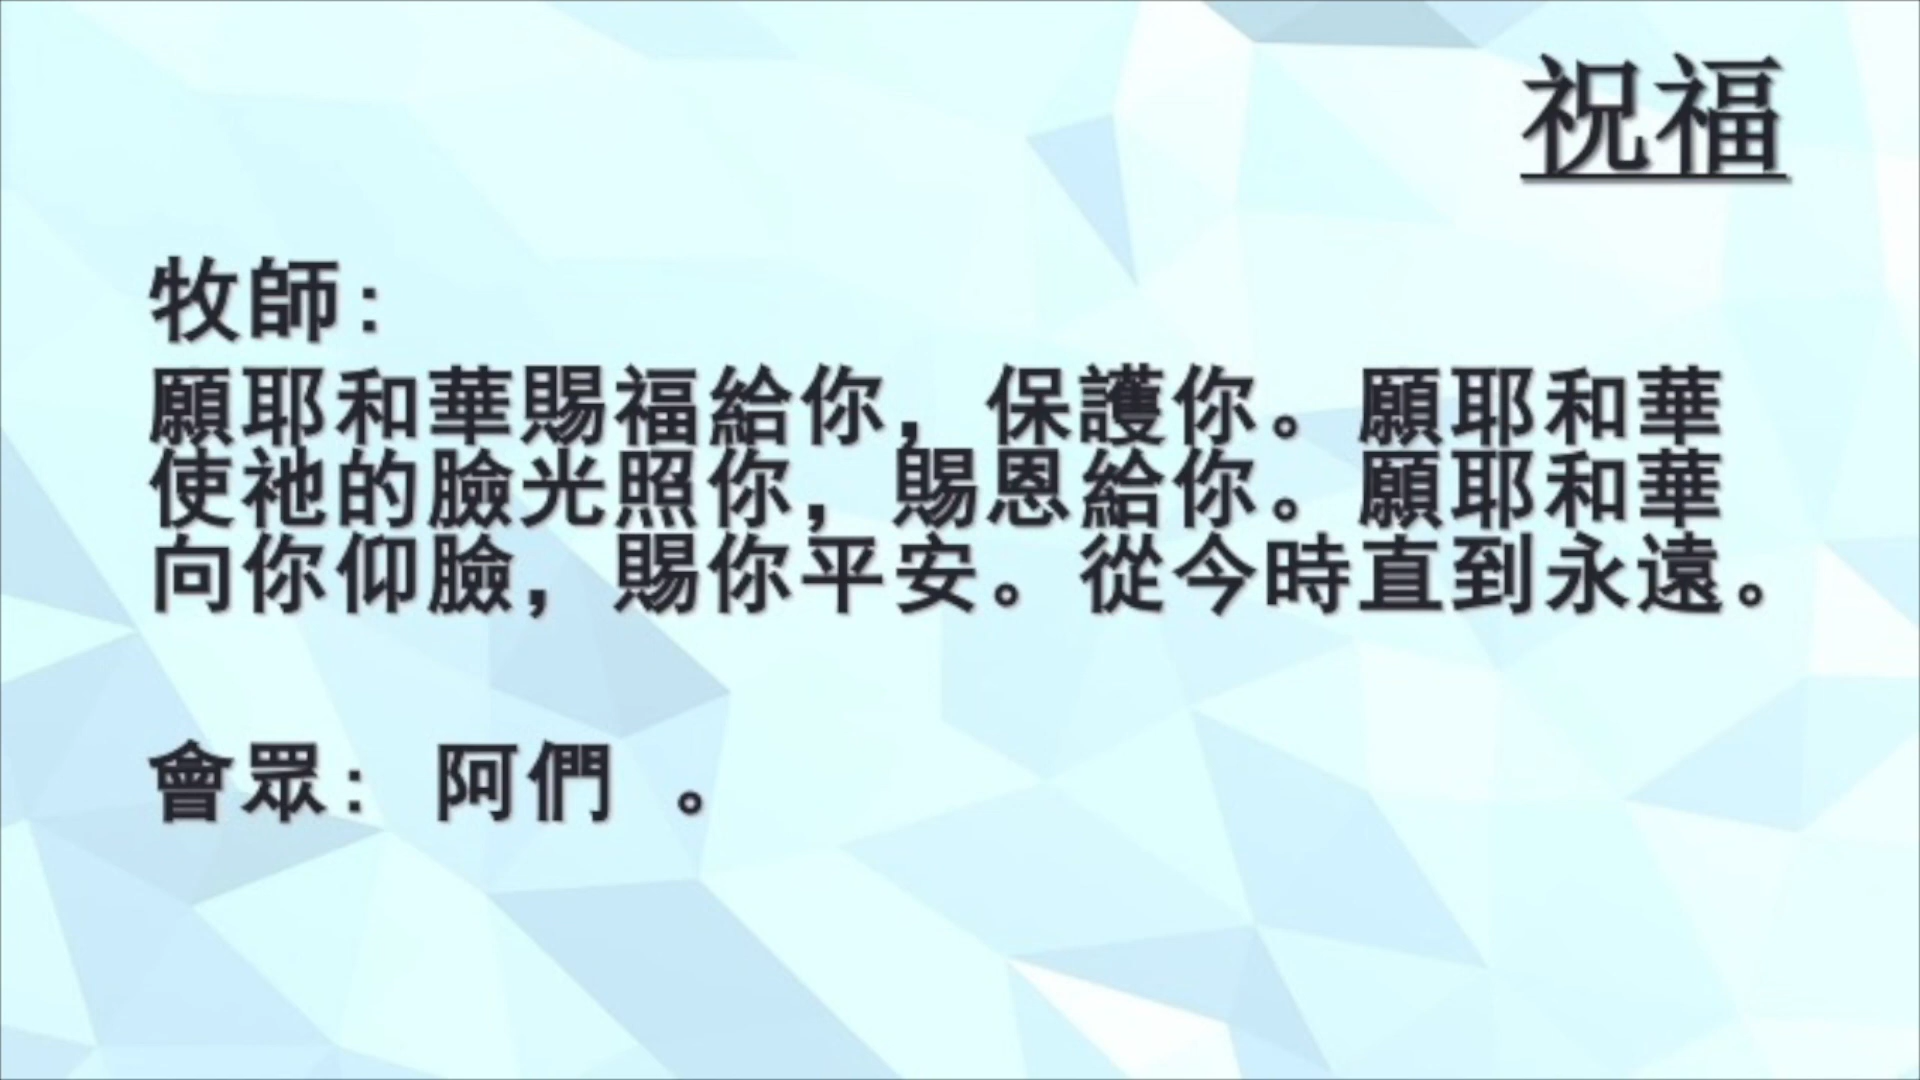 祝福
牧師:
願耶和華賜福給你，保護你。願耶和華
使祂的臉光照你，賜恩給你。願耶和華
向你仰臉，賜你平安。從今時直到永遠。
會眾: 阿們 。